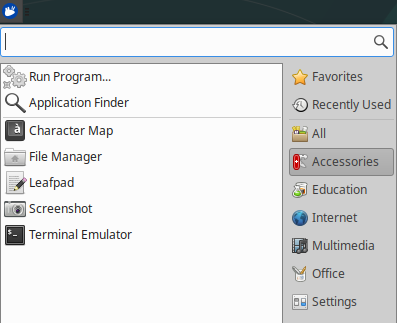 Run Program...
Application Finder
Character Map
File Manager
Leafpad
Screenshot
Terminal Emulator
Favorites
Recently Used
All
Accessories
Education
Internet
Multimedia
Office
Settings